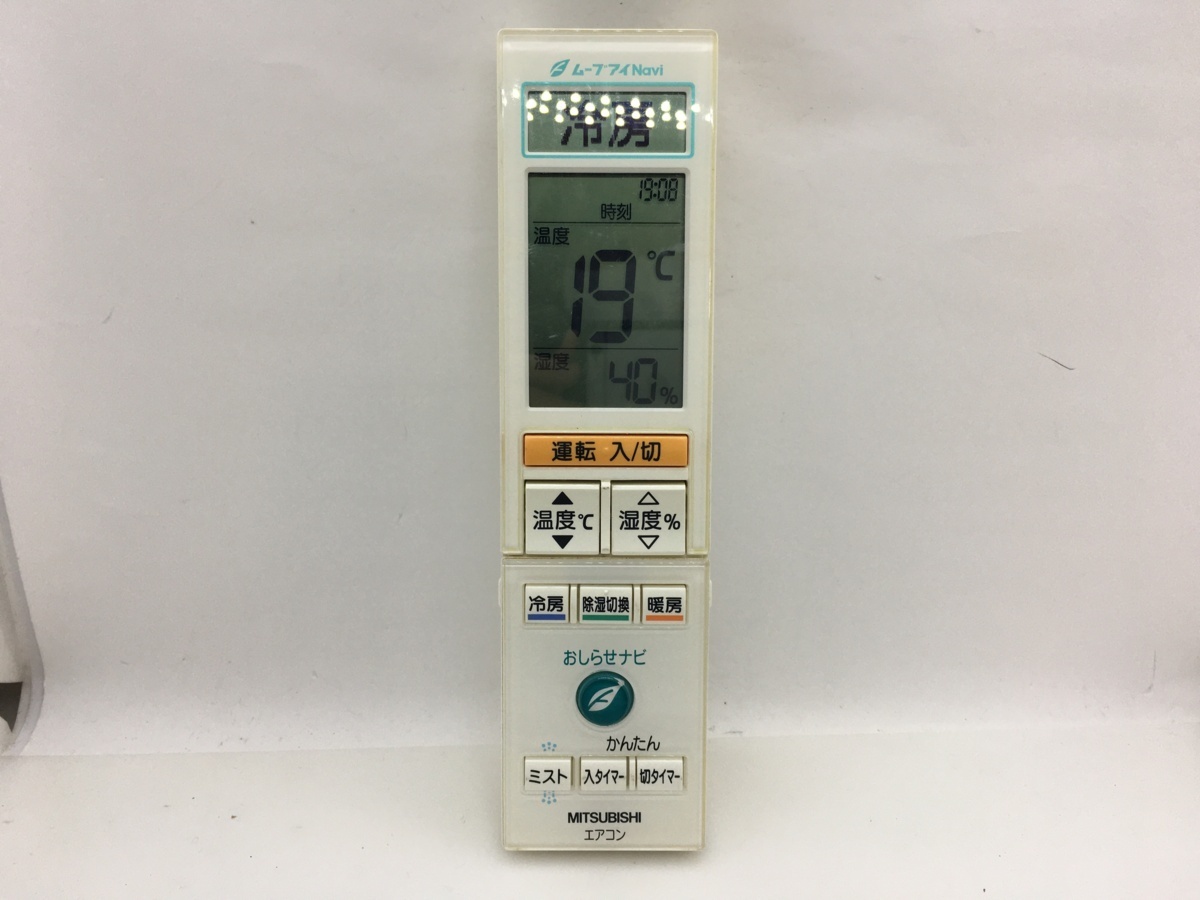 ムーブアイNavi
冷房
19:08
時刻
温度
19℃
湿度
40%
運転 入/切
温度℃ 湿度%
冷房 除湿切換 暖房
おしらせナビ
かんたん
ミスト 入タイマー 切タイマー
MITSUBISHI
エアコン